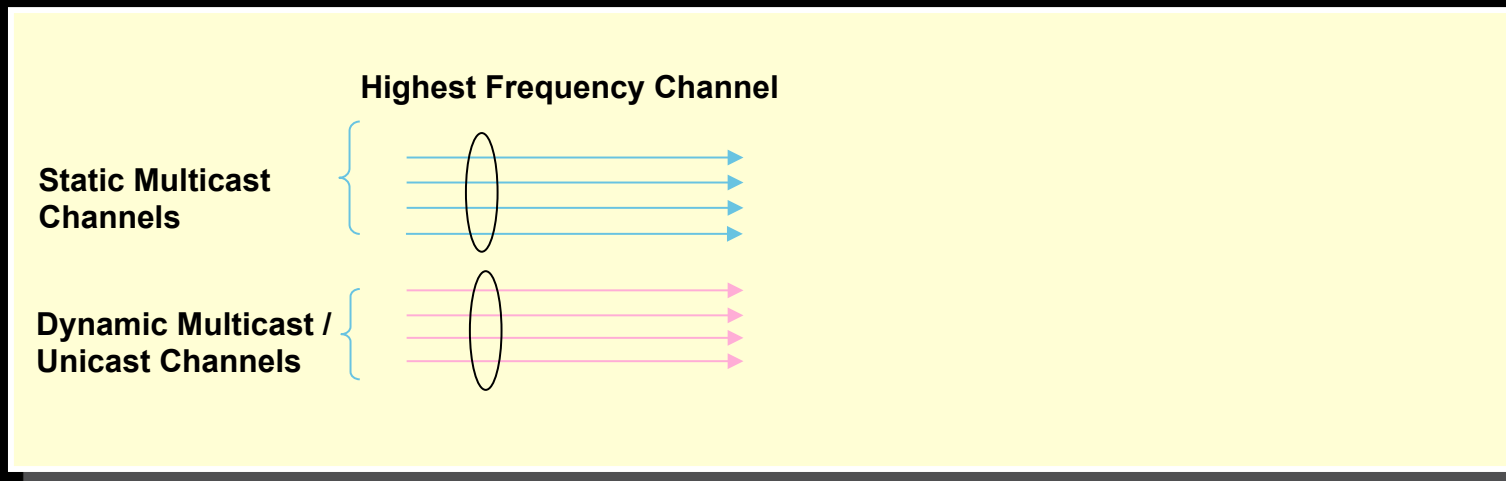 Highest Frequency Channel
Static Multicast
Channels
Dynamic Multicast /
Unicast Channels